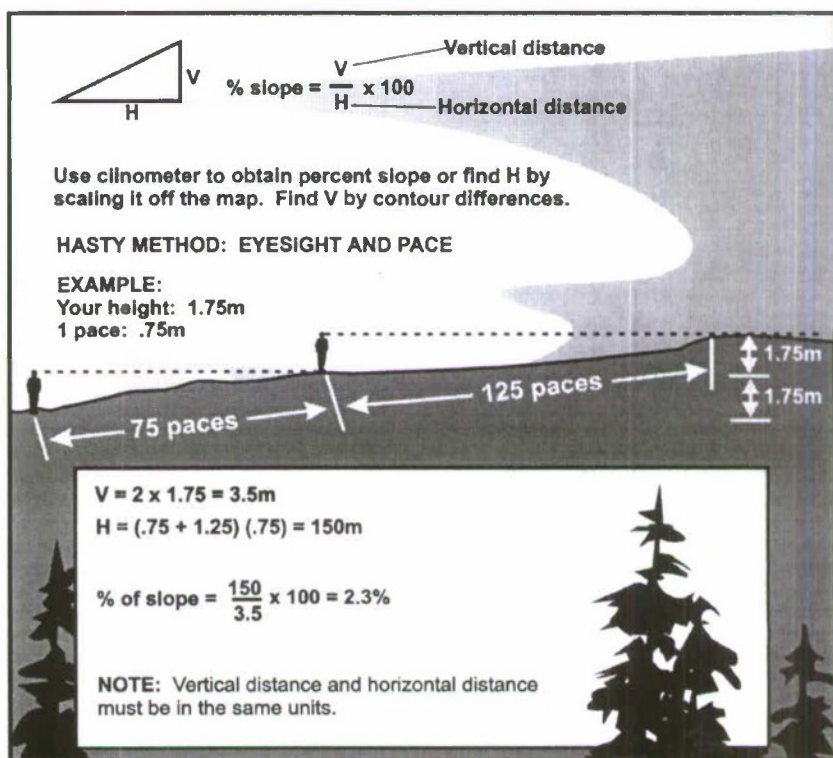 Vertical distance
% slope = V/H x 100
V
H
Horizontal distance
Use clinometer to obtain percent slope or find H by
scaling it off the map. Find V by contour differences.
HASTY METHOD: EYESIGHT AND PACE
EXAMPLE:
Your height: 1.75m
1 pace: .75m
1.75m
1.75m
75 paces
125 paces
V = 2 x 1.75 = 3.5m
H = (.75 + 1.25) (.75) = 150m
% of slope = 150/3.5 x 100 = 2.3%
NOTE: Vertical distance and horizontal distance
must be in the same units.